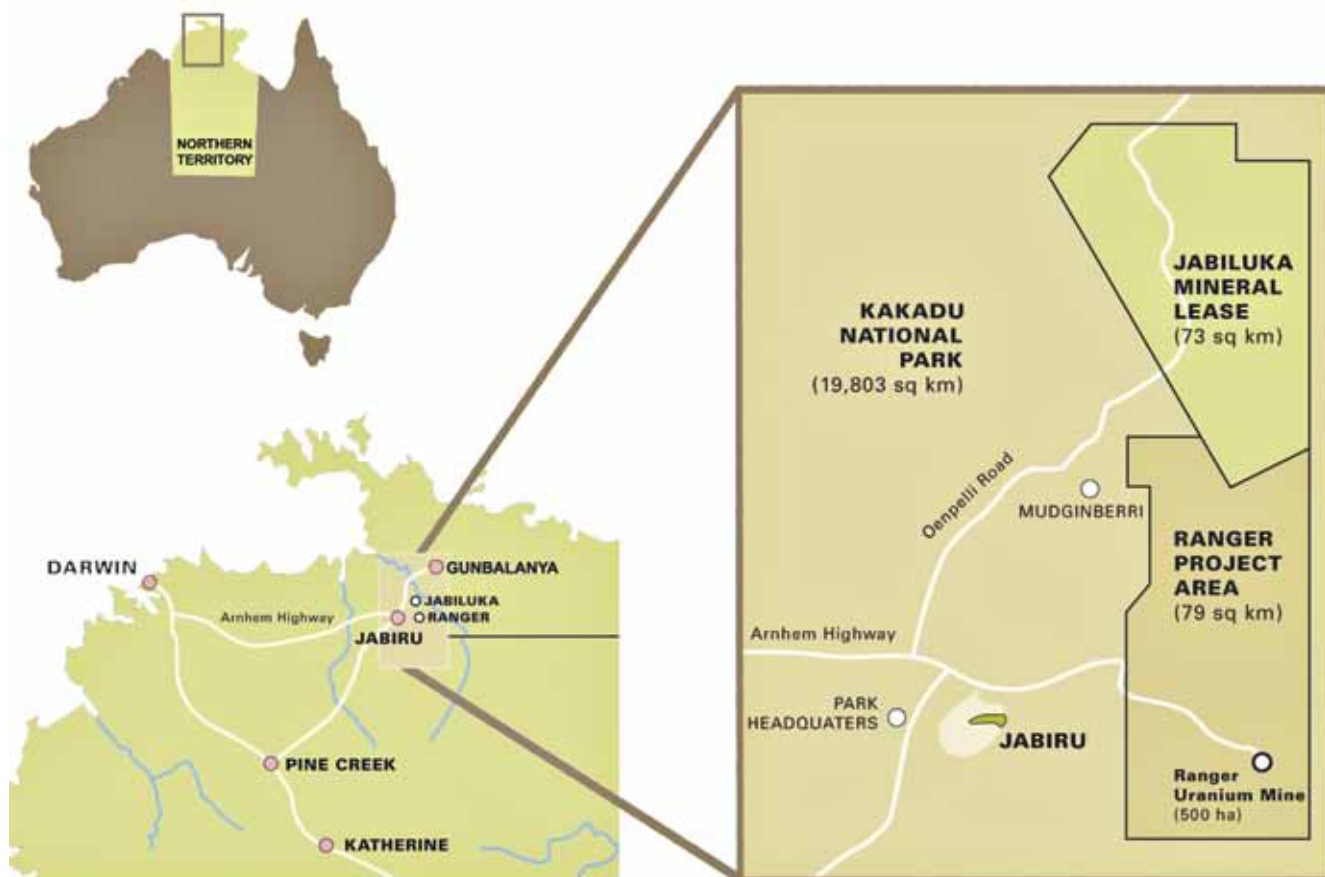 NORTHERN
TERRITORY
DARWIN
GUNBALANYA
JABILUKA
RANGER
Arnhem Highway
JABIRU
PINE CREEK
KATHERINE
JABILUKA
MINERAL
LEASE
(73 sq km)
KAKADU
NATIONAL
PARK
(19,803 sq km)
Oenpelli Road
MUDGINBERRI
RANGER
PROJECT
AREA
(79 sq km)
Arnhem Highway
PARK
HEADQUATERS
JABIRU
Ranger
Uranium Mine
(500 ha)